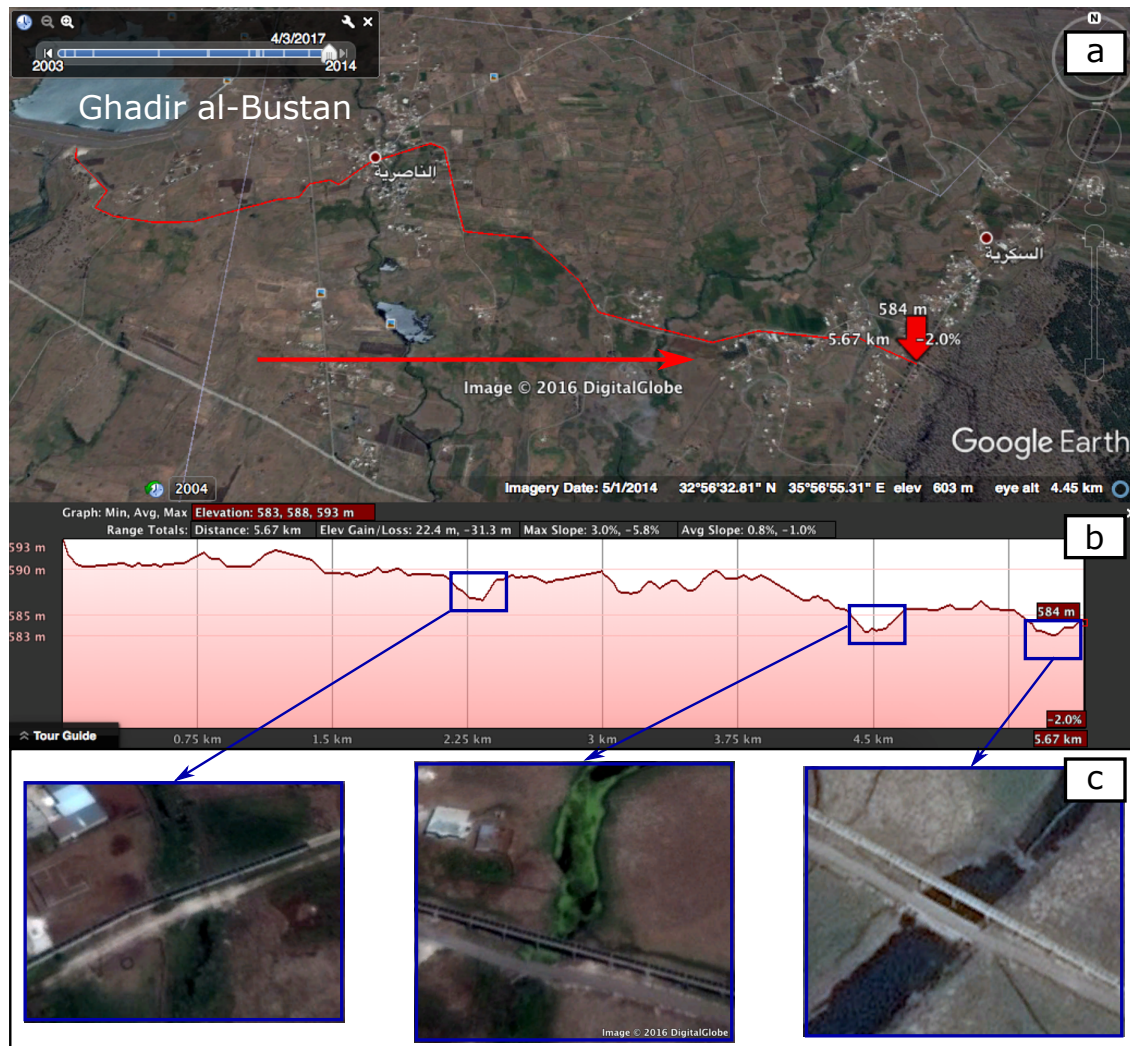 4/3/2017
2003
2014
a
N
Ghadir al-Bustan
الناصرية
السكرية
584 m
5.67 km
-2.0%
Image © 2016 DigitalGlobe
Google Earth
2004
Imagery Date: 5/1/2014 32°56'32.81" N 35°56'55.31" E elev 603 m eye alt 4.45 km
Graph: Min, Avg, Max Elevation: 583, 588, 593 m
Range Totals: Distance: 5.67 km Elev Gain/Loss: 22.4 m, -31.3 m Max Slope: 3.0%, -5.8% Avg Slope: 0.8%, -1.0%
b
593 m
590 m
585 m
583 m
584 m
-2.0%
Tour Guide
0.75 km 1.5 km 2.25 km 3 km 3.75 km 4.5 km 5.67 km
c
Image © 2016 DigitalGlobe